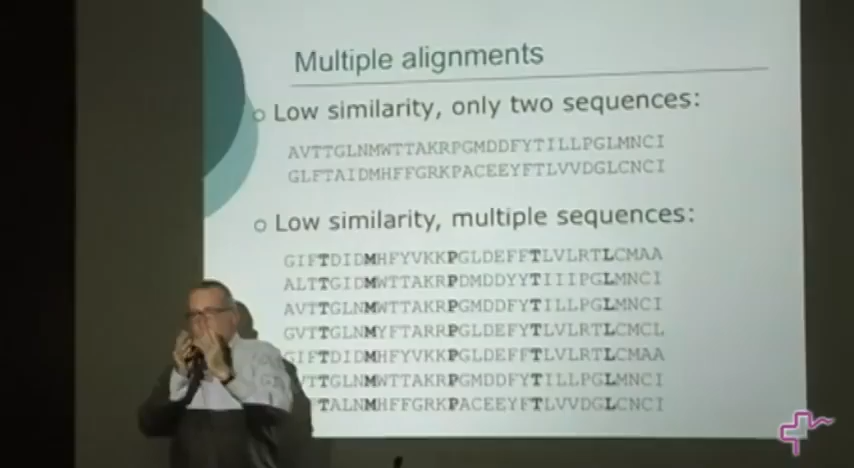 Multiple alignments
Low similarity, only two sequences:
AVTTGLNMWTTAKRPGMDDFYTILLPGLMNCI
GLFTAIDMHFFGRKPACEEYFTLVVDGLCNCI
Low similarity, multiple sequences:
GIFTDIDMHFYVKKPGLDEFFTLVLRTLCMAA
ALTTGIDMWTTAKRPDMDDYYTIIIPGLMNCI
AVTTGLNMWTTAKRPGMDDFYTILLPGLMNCI
GVTTGLNMYFTARRPGLDEFYTLVLRTLCMCL
GIFTDIDMHFYVKKPGLDEFFTLVLRTLCMAA
VTTGLNMWTTAKRPGMDDFYTILLPGLMNCI
TALNMHFFGRKPACEEYFTLVVDGLCNCI